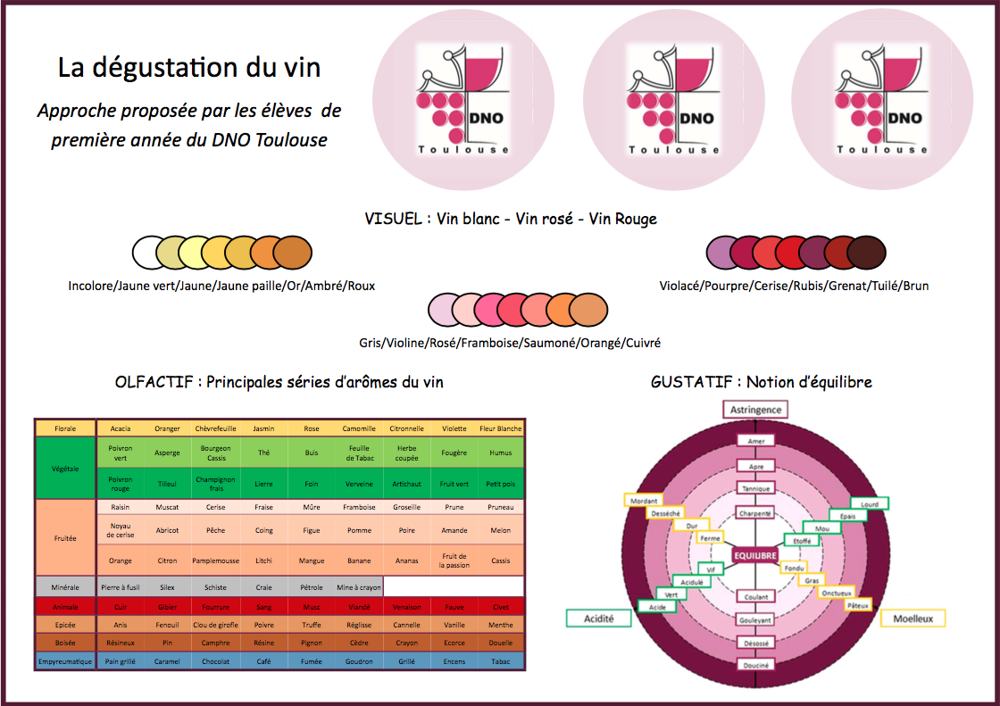 La dégustation du vin
Approche proposée par les élèves de
première année du DNO Toulouse
DNO
Toulouse
DNO
Toulouse
DNO
Toulouse
VISUEL : Vin blanc - Vin rosé - Vin Rouge
Incolore/Jaune vert/Jaune/Jaune paille/Or/Ambré/Roux
Violacé/Pourpre/Cerise/Rubis/Grenat/Tuilé/Brun
Gris/Violine/Rosé/Framboise/Saumoné/Orangé/Cuivré
OLFACTIF : Principales séries d'arômes du vin
Florale Acacia Oranger Chèvrefeuille Jasmin Rose Camomille Citronnelle Violette Fleur Blanche
Végétale
Poivron vert Asperge Bourgeon Cassis Thé Buis Feuille de Tabac Herbe coupée Fougère Humus
Poivron rouge Tilleul Champignon frais Lierre Foin Verveine Artichaut Fruit vert Petit pois
Fruitée
Raisin Muscat Cerise Fraise Mûre Framboise Groseille Prune Pruneau
Noyau de cerise Abricot Pêche Coing Figue Pomme Poire Amande Melon
Orange Citron Pamplemousse Litchi Mangue Banane Ananas Fruit de la passion Cassis
Minérale Pierre à fusil Silex Schiste Craie Pétrole Mine à crayon
Animale Cuir Gibier Fourrure Sang Musc Viandé Venaison Fauve Civet
Epicée Anis Fenouil Clou de girofle Poivre Truffe Réglisse Cannelle Vanille Menthe
Boisée Résineux Pin Camphre Résine Pignon Cèdre Crayon Ecorce Douelle
Empyreumatique Pain grillé Caramel Chocolat Café Fumée Goudron Grillé Encens Tabac
GUSTATIF : Notion d'équilibre
Astringence
Amer
Apre
Tannique
Charpenté
Mordant
Desséché
Dur
Ferme
Lourd
Epais
Mou
Etoffé
EQUILIBRE
Vif
Acidulé
Vert
Acide
Fondu
Gras
Onctueux
Pâteux
Coulant
Gouleyant
Désossé
Douciné
Acidité
Moelleux